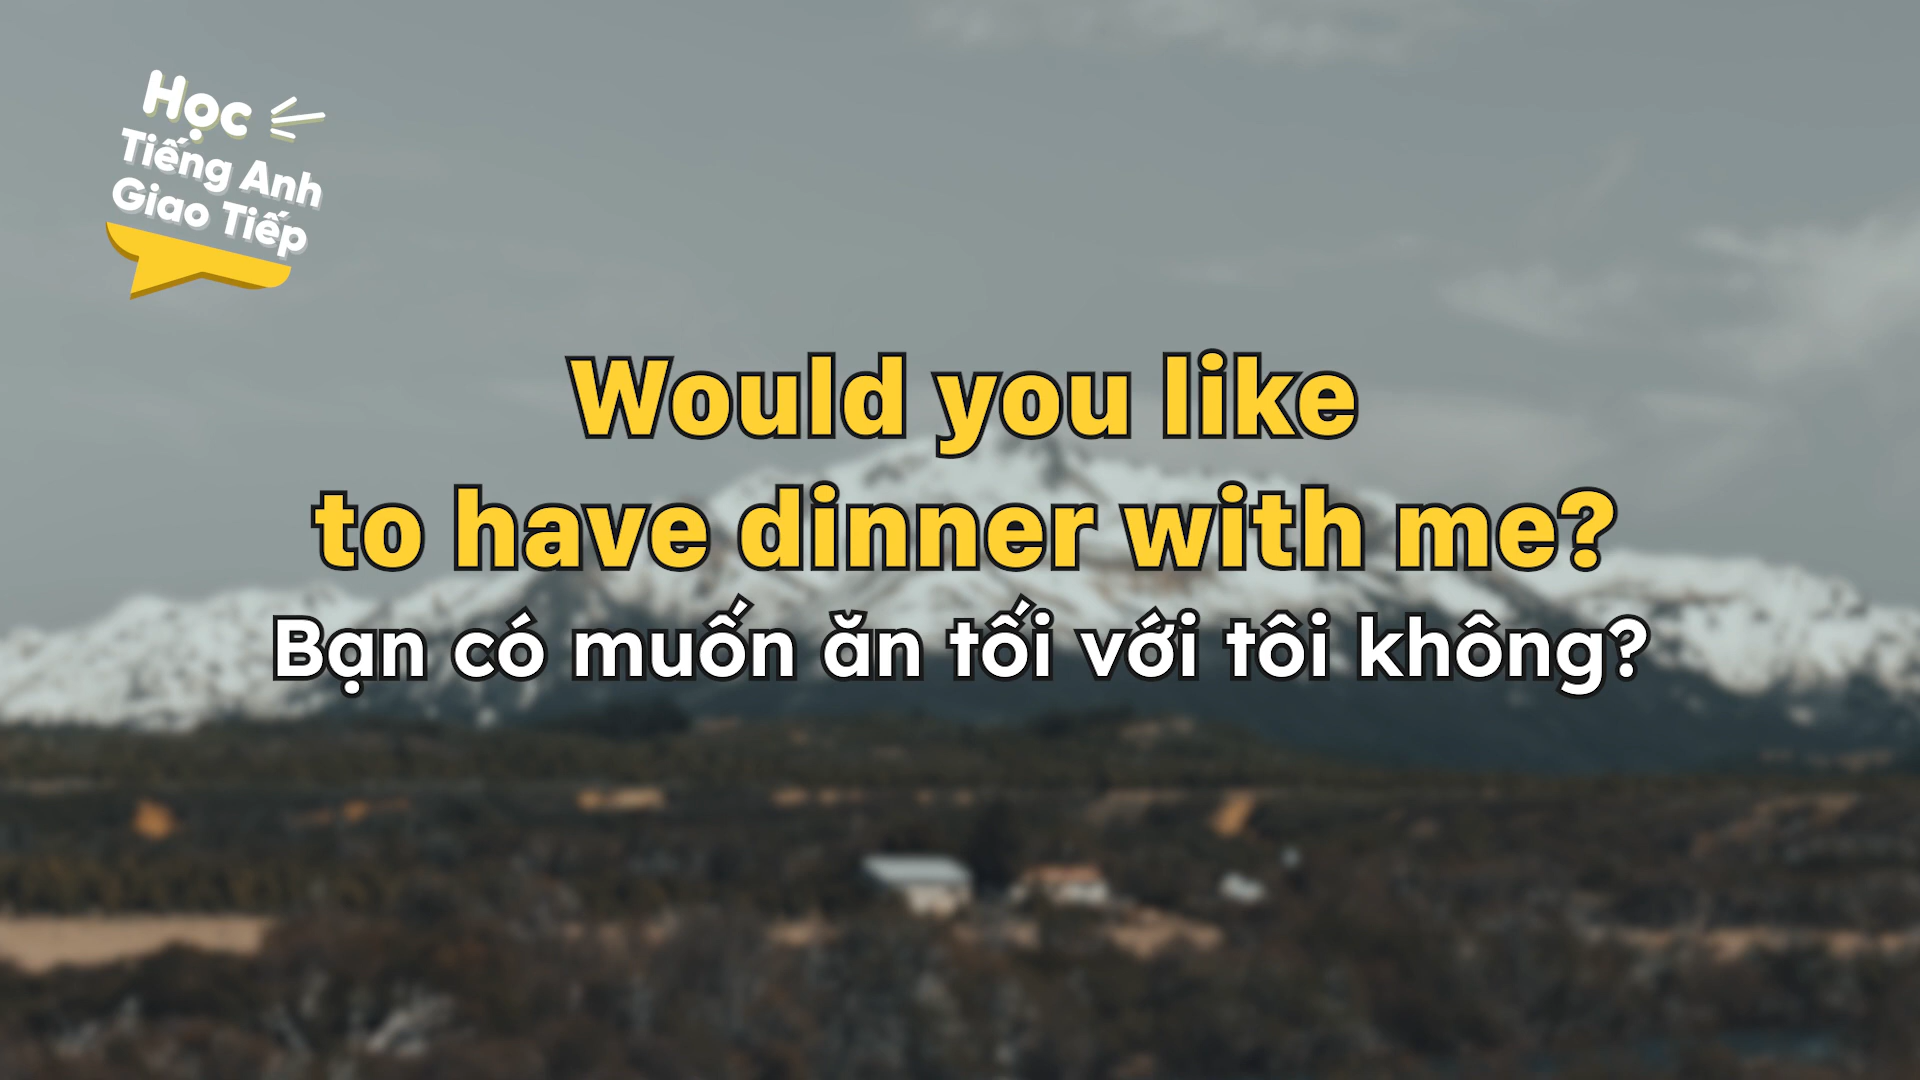 Học
Tiếng Anh
Giao Tiếp
Would you like
to have dinner with me?
Bạn có muốn ăn tối với tôi không?